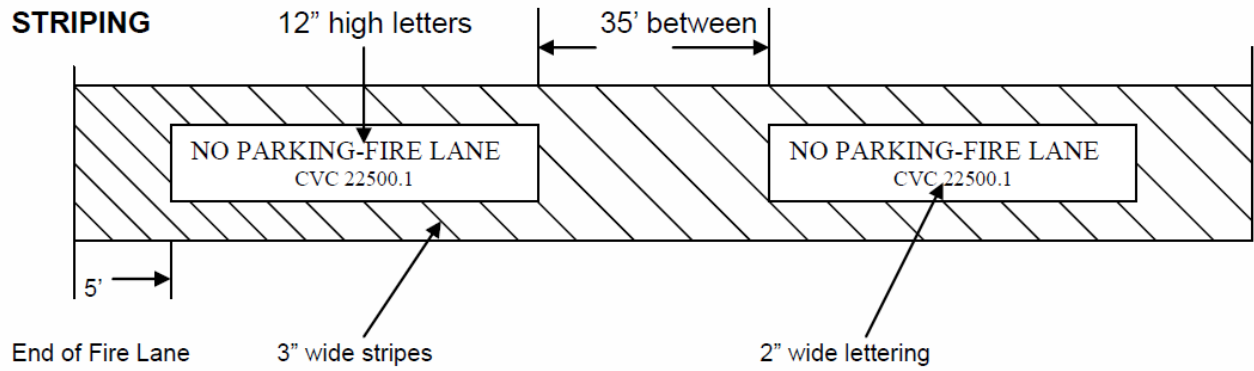 STRIPING
12” high letters
35’ between
NO PARKING-FIRE LANE
CVC 22500.1
NO PARKING-FIRE LANE
CVC 22500.1
5’
End of Fire Lane
3” wide stripes
2” wide lettering